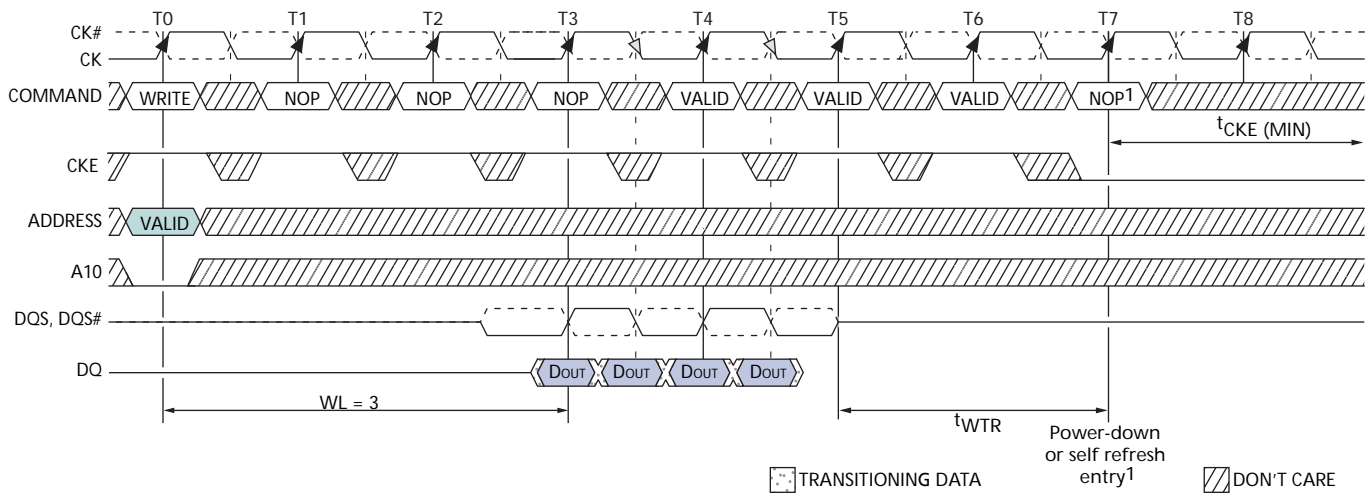 T0 T1 T2 T3 T4 T5 T6 T7 T8
CK#
CK
COMMAND WRITE NOP NOP NOP VALID VALID VALID NOP1
tCKE (MIN)
CKE
ADDRESS VALID
A10
DQS, DQS#
DQ DOUT DOUT DOUT DOUT
WL = 3
tWTR
Power-down
or self refresh
entry1
TRANSITIONING DATA DON'T CARE